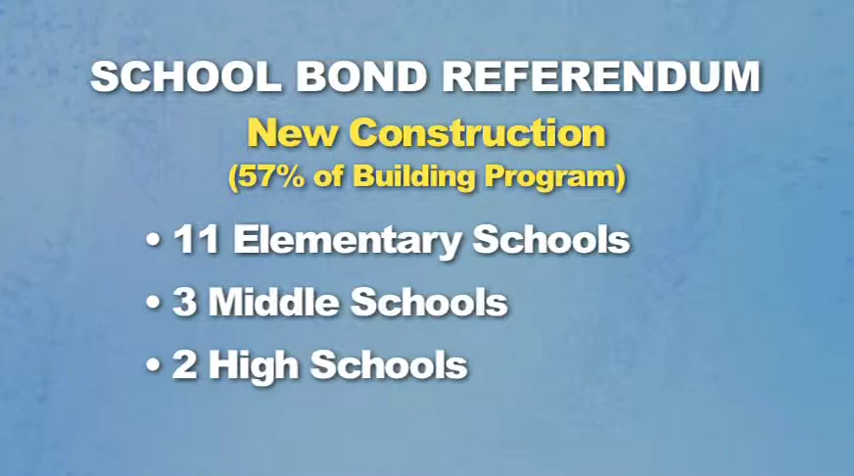 SCHOOL BOND REFERENDUM
New Construction
(57% of Building Program)
• 11 Elementary Schools
• 3 Middle Schools
• 2 High Schools